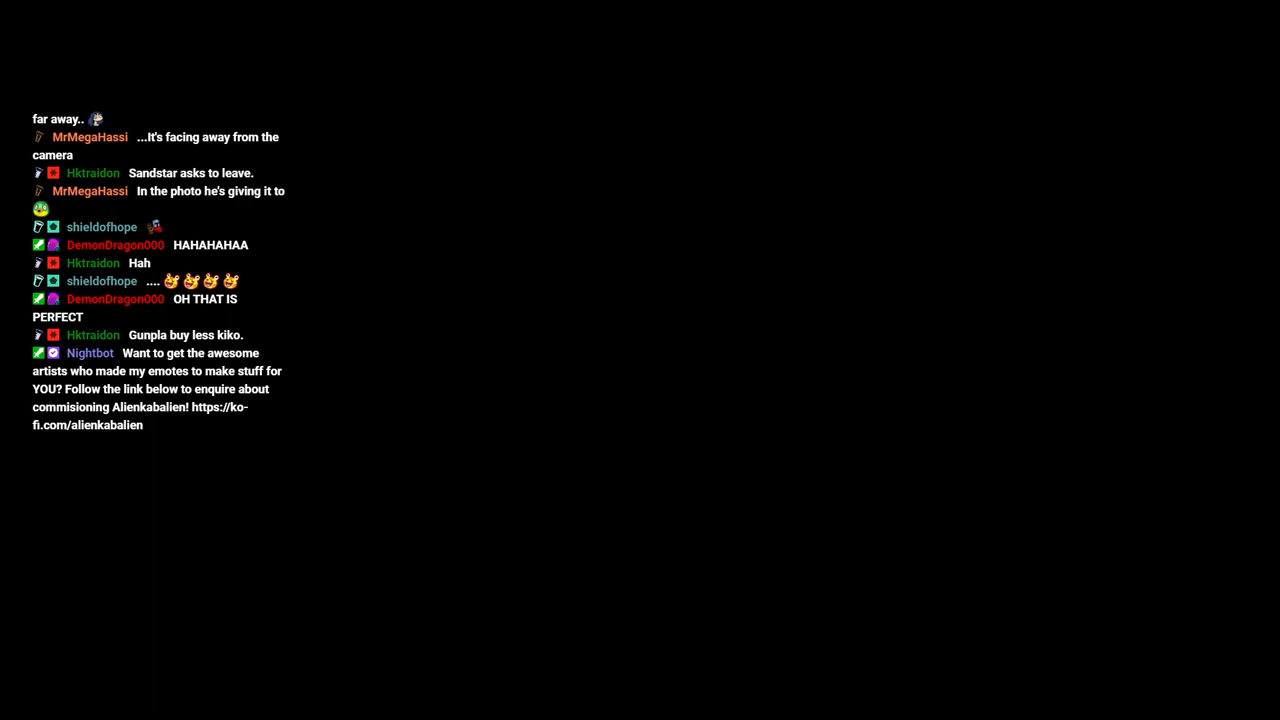 far away..
MrMegaHassi ...It's facing away from the
camera
Hktraidon Sandstar asks to leave.
MrMegaHassi In the photo he's giving it to
shieldofhope
DemonDragon000 HAHAHAHAA
Hktraidon Hah
shieldofhope ....
DemonDragon000 OH THAT IS
PERFECT
Hktraidon Gunpla buy less kiko.
Nightbot Want to get the awesome
artists who made my emotes to make stuff for
YOU? Follow the link below to enquire about
commisioning Alienkabalien! https://ko-
fi.com/alienkabalien